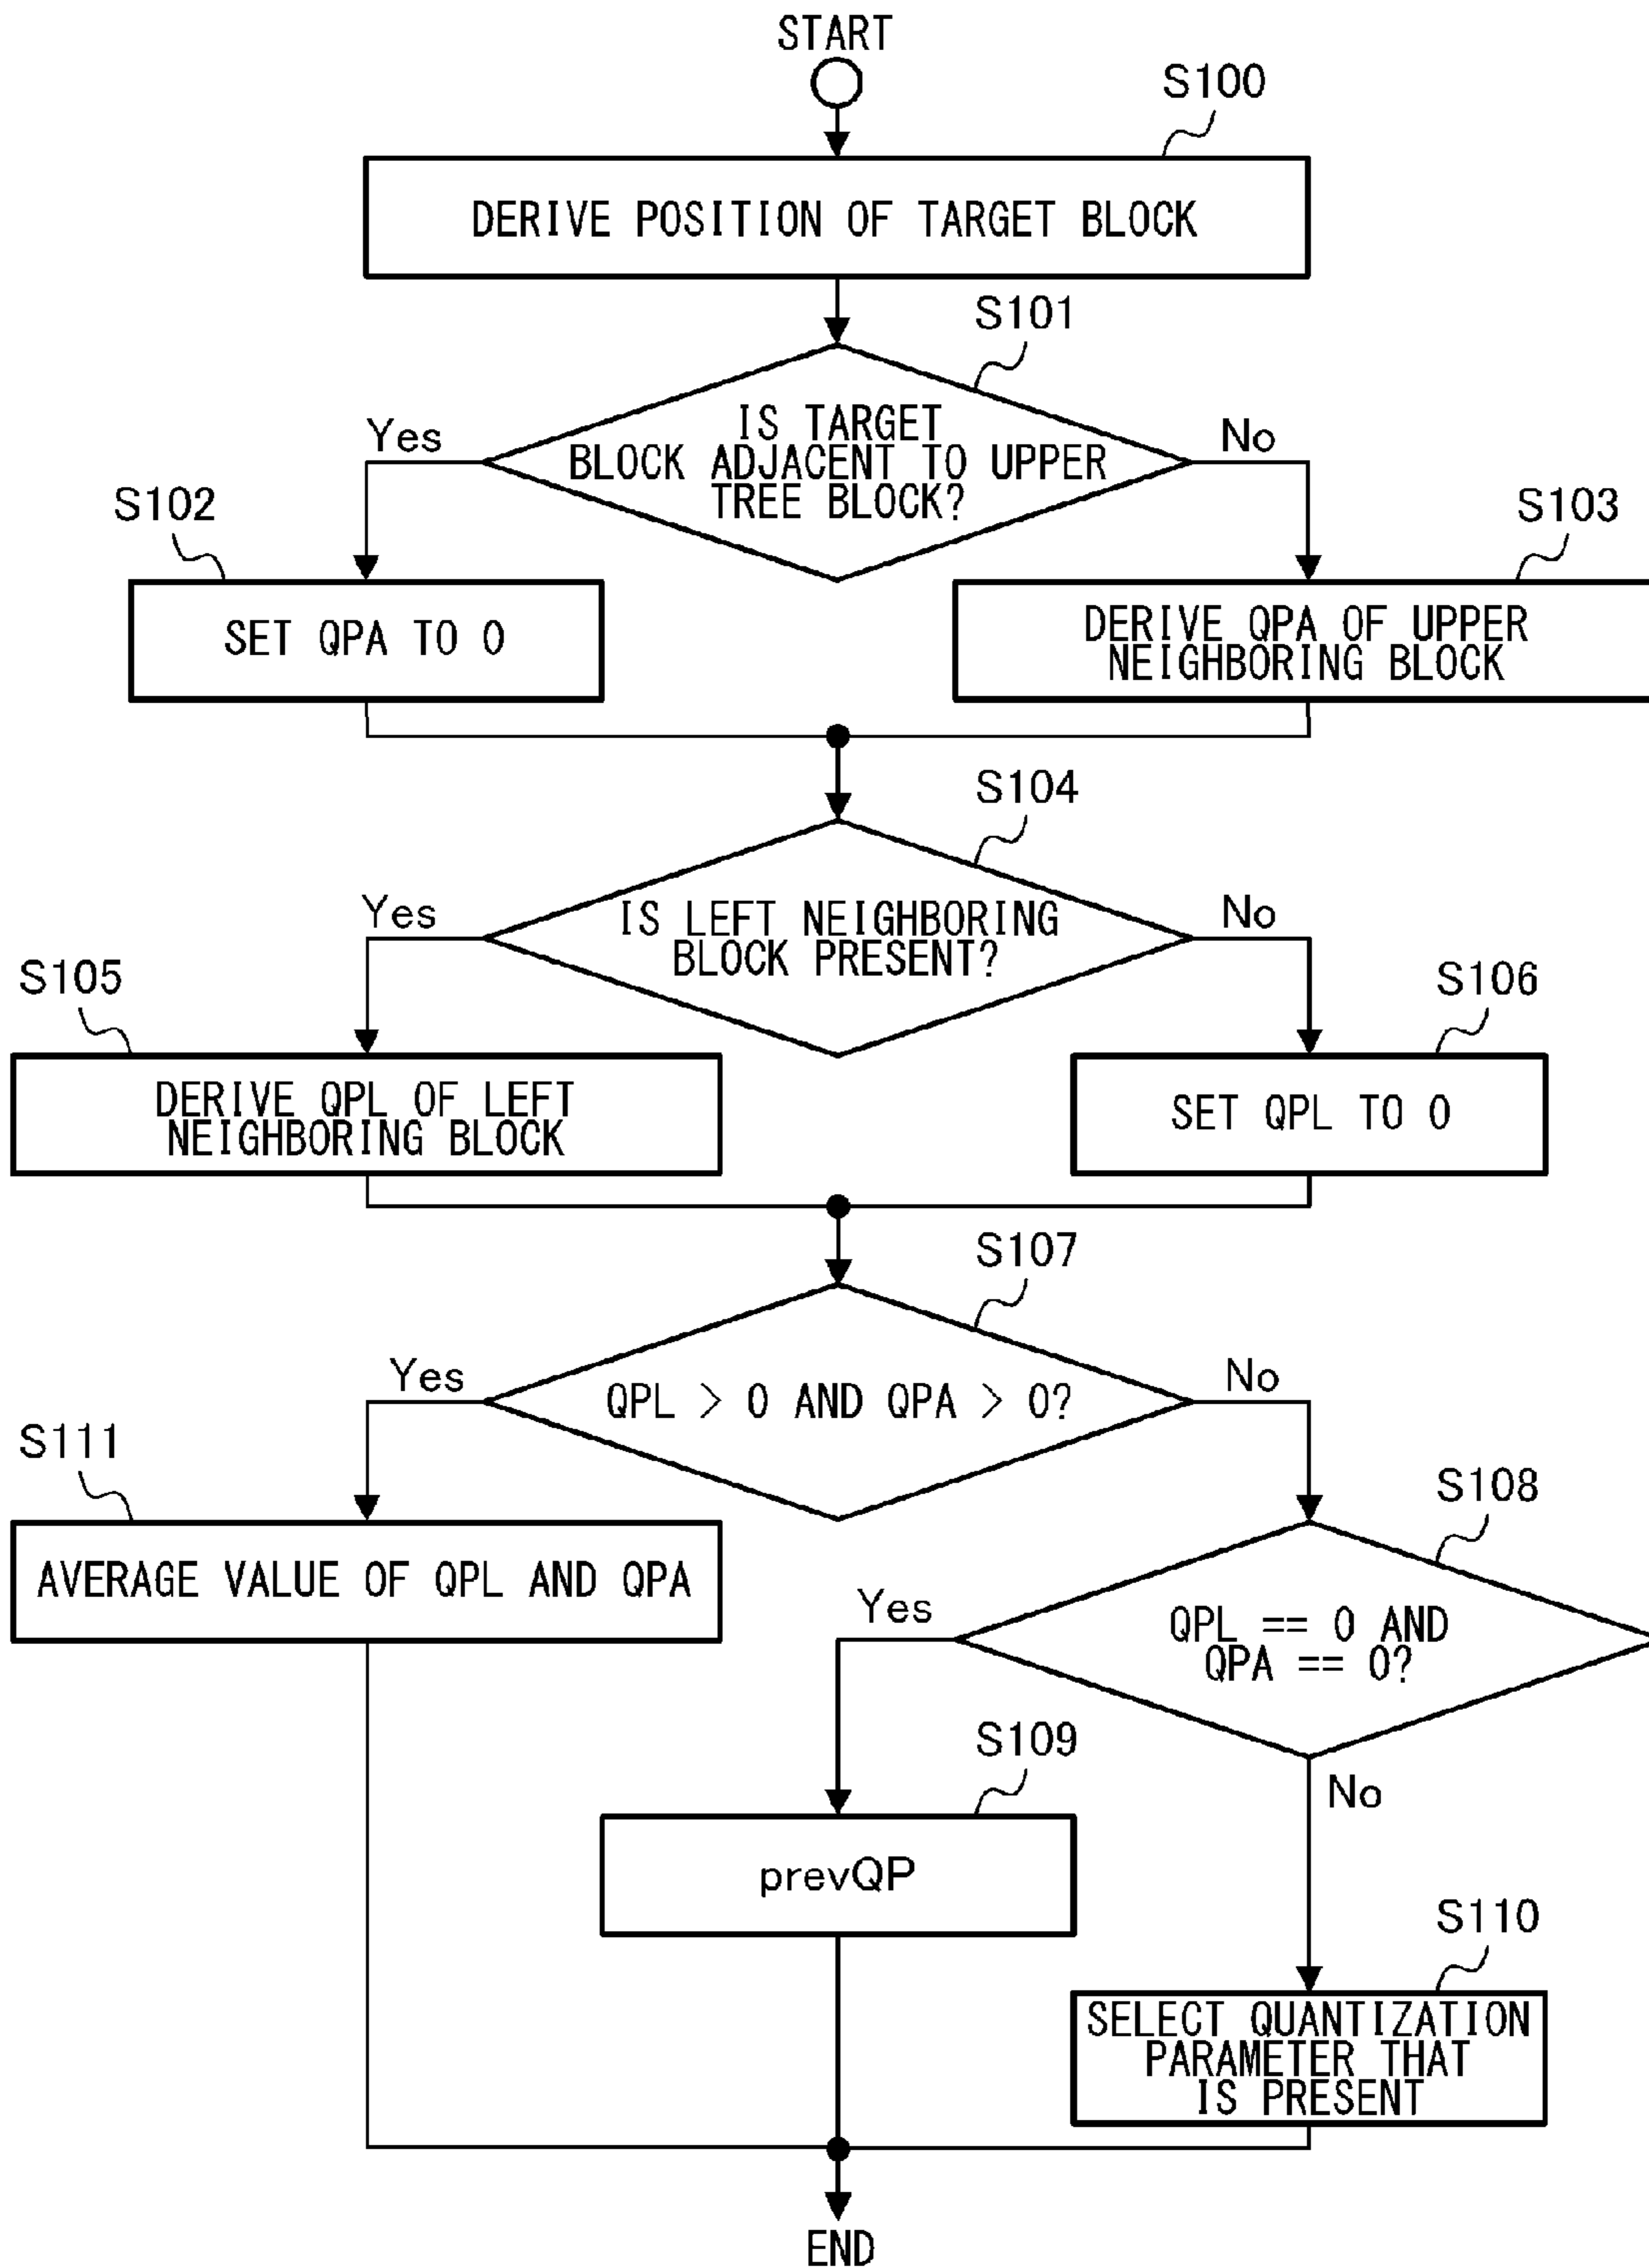 START
S100
DERIVE POSITION OF TARGET BLOCK
S101
IS TARGET
BLOCK ADJACENT TO UPPER
TREE BLOCK?
Yes
No
S102
S103
SET QPA TO 0
DERIVE QPA OF UPPER
NEIGHBORING BLOCK
S104
IS LEFT NEIGHBORING
BLOCK PRESENT?
Yes
No
S105
S106
DERIVE QPL OF LEFT
NEIGHBORING BLOCK
SET QPL TO 0
S107
QPL > 0 AND QPA > 0?
Yes
No
S111
S108
AVERAGE VALUE OF QPL AND QPA
QPL == 0 AND
QPA == 0?
Yes
No
S109
prevQP
S110
SELECT QUANTIZATION
PARAMETER THAT
IS PRESENT
END